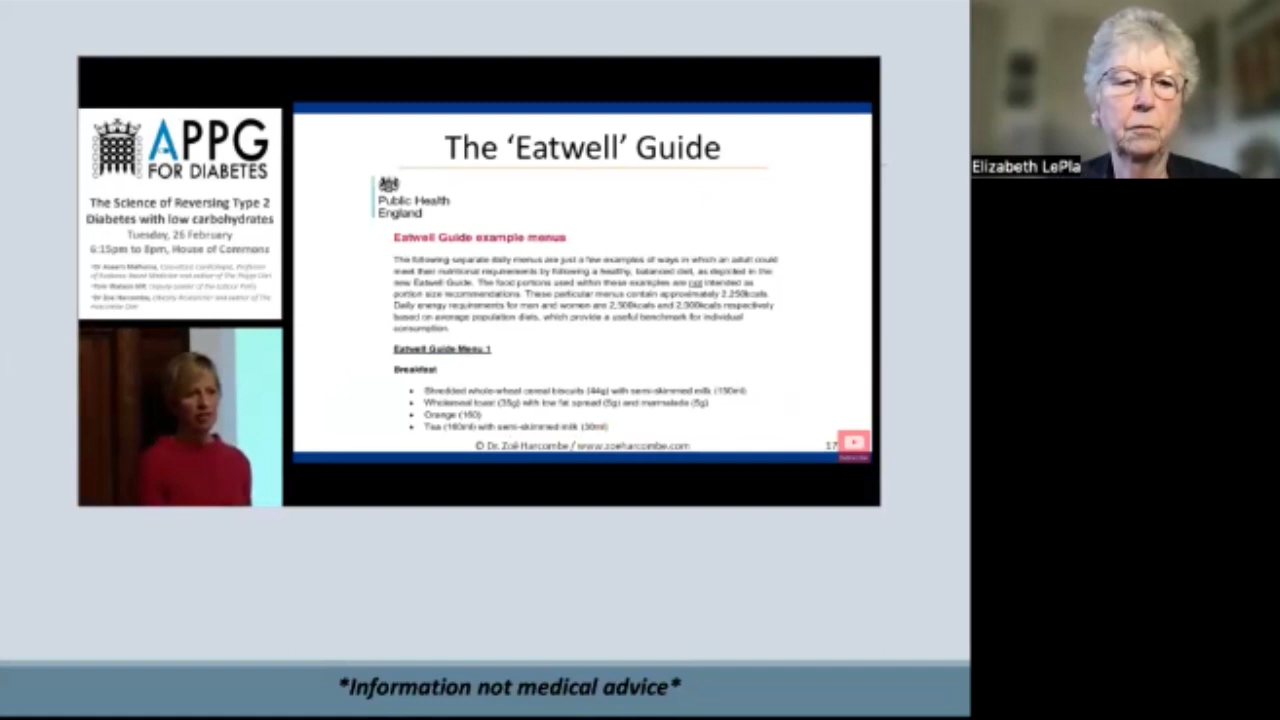 APPG
FOR DIABETES
The Science of Reversing Type 2
Diabetes with low carbohydrates
Tuesday, 26 February
6:15pm to 8pm, House of Commons
The ‘Eatwell’ Guide
Public Health
England
Eatwell Guide example menus
The following separate daily menus are just a few examples of ways in which an adult could
meet their nutritional requirements by following a healthy, balanced diet, as depicted in the
new Eatwell Guide. The food portions used within these examples are not intended as
portion size recommendations. These particular menus contain approximately 2,250kcals.
Daily energy requirements for men and women are 2,500kcals and 2,000kcals respectively
based on average population diets, which provide a useful benchmark for individual
consumption.
Eatwell Guide Menu 1
Breakfast
• Shredded whole-wheat cereal biscuits (44g) with semi-skimmed milk (150ml)
• Wholemeal toast (35g) with low fat spread (5g) and marmalade (5g)
• Orange (160)
• Tea (160ml) with semi-skimmed milk (30ml)
© Dr. Zoë Harcombe / www.zoeharcombe.com
17
Elizabeth LePla
*Information not medical advice*